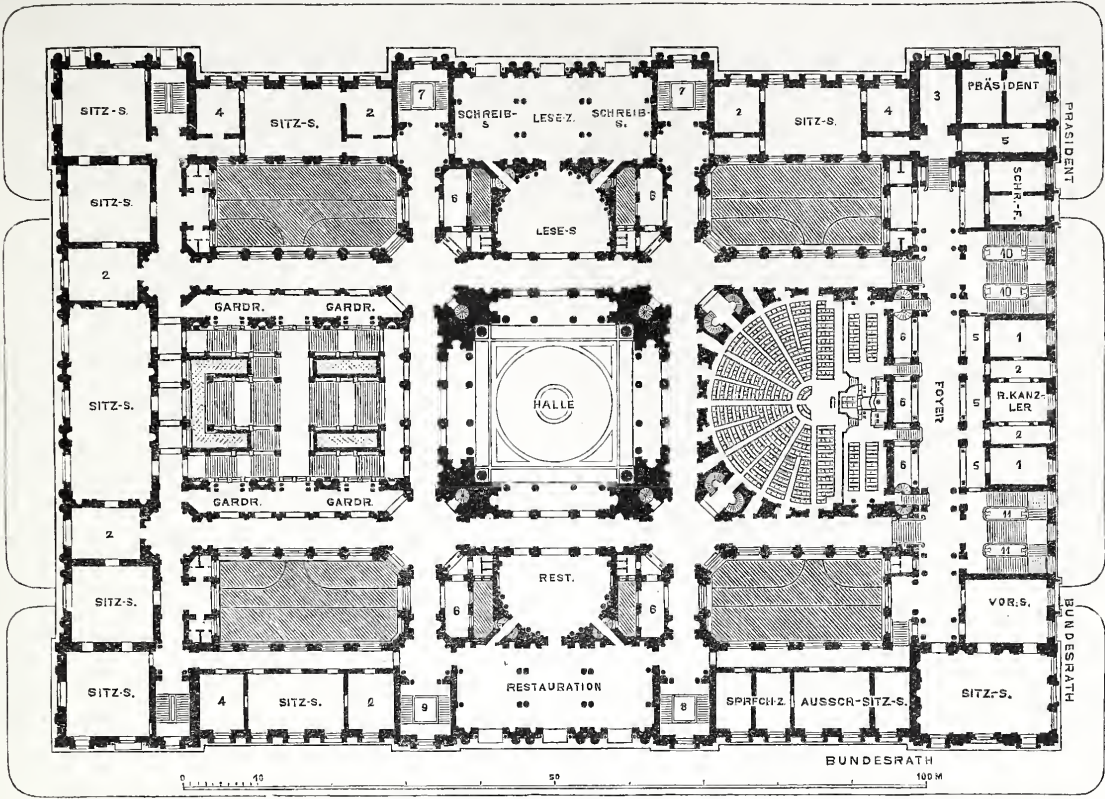 SITZ-S.
4
SITZ-S.
2
7
SCHREIB-
S.
LESE-Z.
SCHREIB-
S.
7
2
SITZ-S.
4
3
PRÄSIDENT
5
PRÄSIDENT
SITZ-S.
6
LESE-S
6
SCHR.-F.
2
10
10
GARDR.
GARDR.
SITZ-S.
HALLE
6
6
6
FOYER
5
5
5
1
2
R.KANZ-
LER
2
1
GARDR.
GARDR.
2
11
11
SITZ-S.
6
REST.
6
VOR-S.
BUNDESRATH
SITZ-S.
4
SITZ-S.
2
9
RESTAURATION
8
SPRECH-Z.
AUSSCH-SITZ-S.
SITZ-S.
BUNDESRATH
0
10
50
100 M